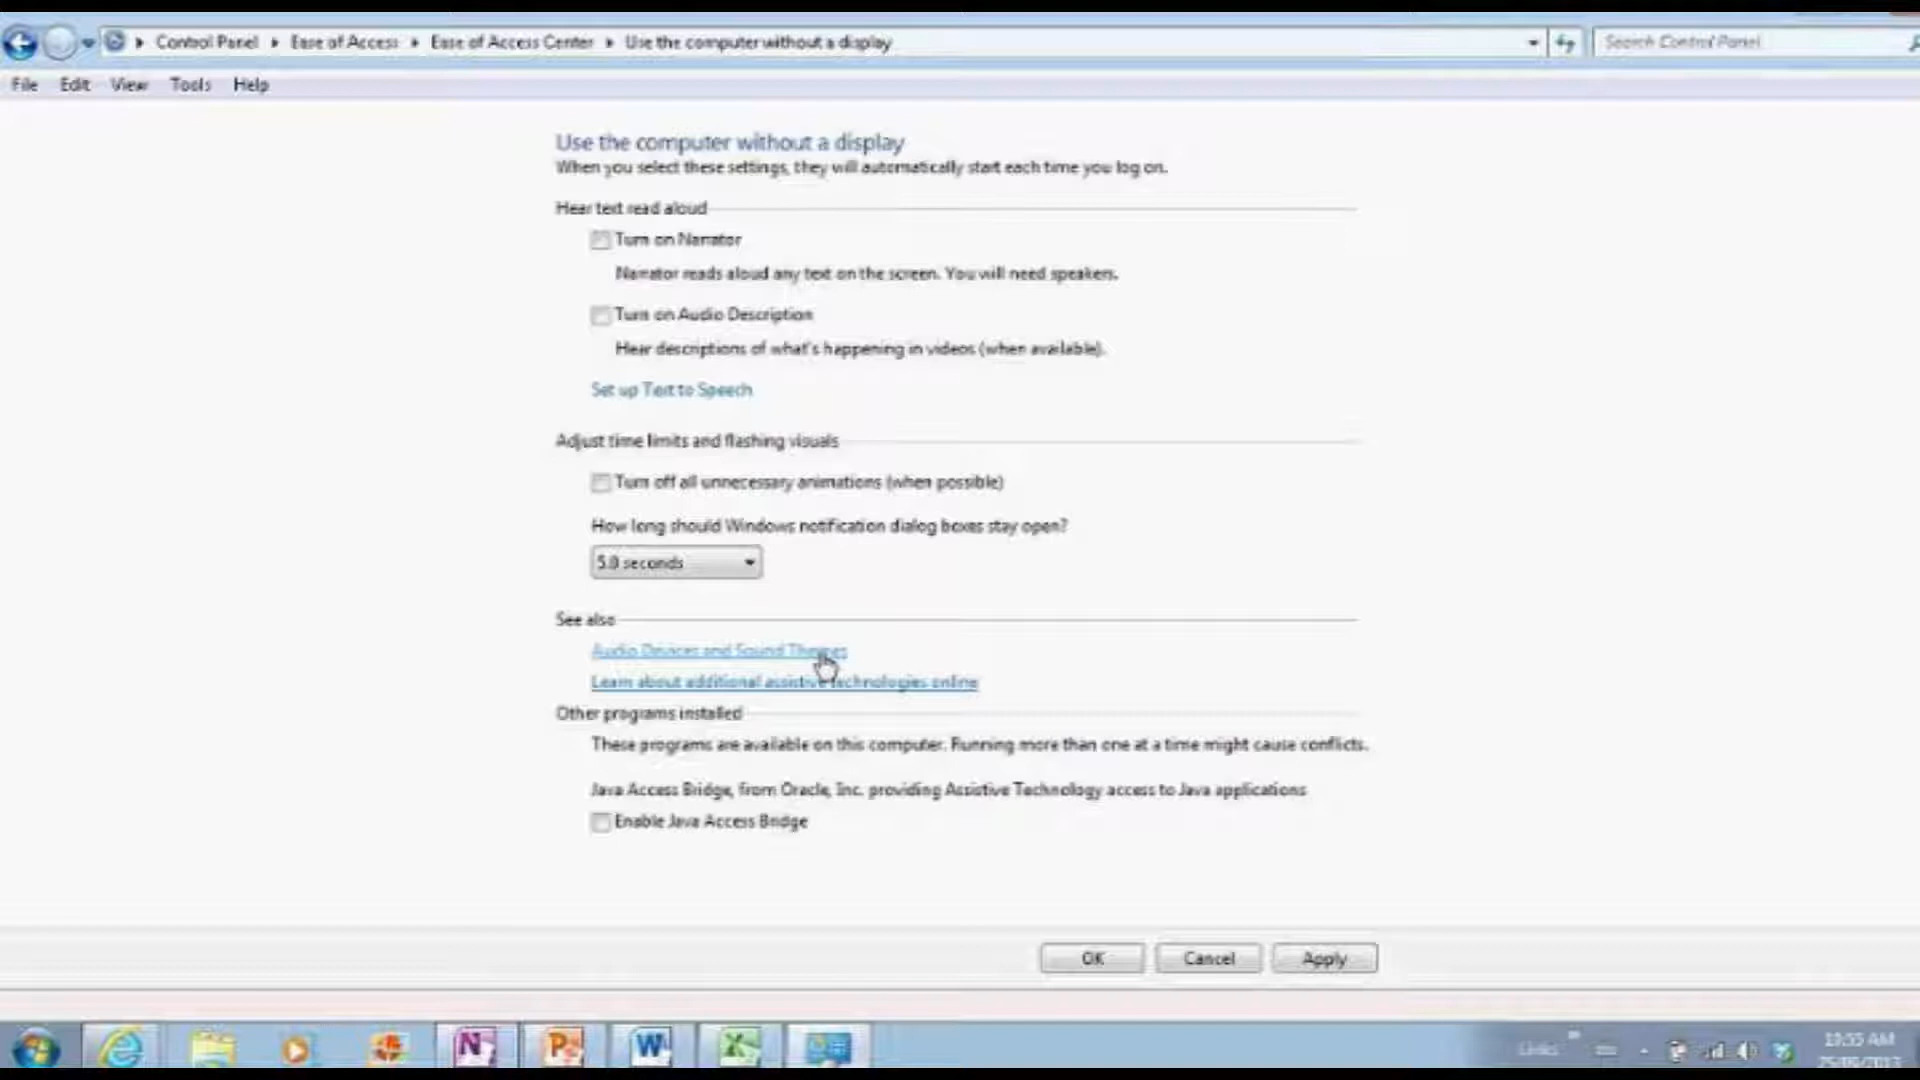 Control Panel Ease of Access Ease of Access Center Use the computer without a display
Search Control Panel
File Edit View Tools Help
Use the computer without a display
When you select these settings, they will automatically start each time you log on.
Hear text read aloud
Turn on Narrator
Narrator reads aloud any text on the screen. You will need speakers.
Turn on Audio Description
Hear descriptions of what's happening in videos (when available).
Set up Text to Speech
Adjust time limits and flashing visuals
Turn off all unnecessary animations (when possible)
How long should Windows notification dialog boxes stay open?
5.0 seconds
See also
Audio Devices and Sound Themes
Learn about additional assistive technologies online
Other programs installed
These programs are available on this computer. Running more than one at a time might cause conflicts.
Java Access Bridge, from Oracle, Inc. providing Assistive Technology access to Java applications
Enable Java Access Bridge
OK Cancel Apply
Links